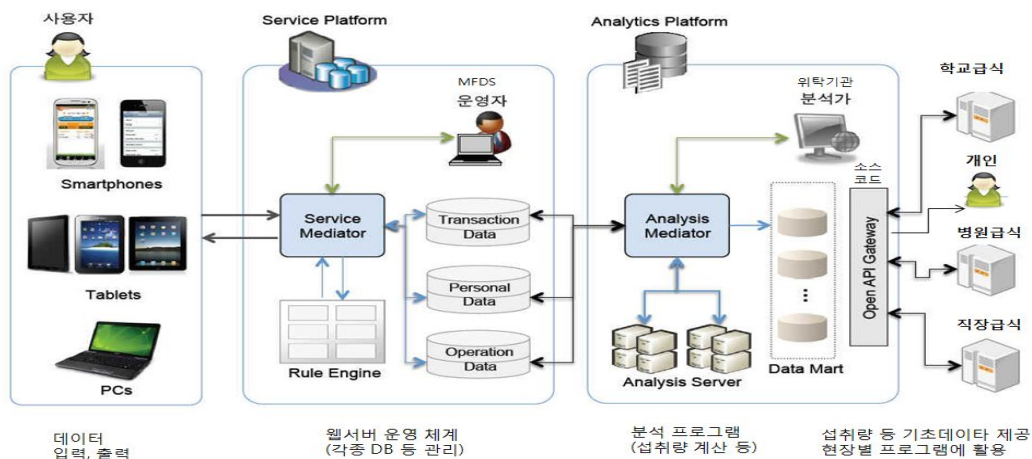 사용자
Service Platform
Analytics Platform
MFDS
운영자
위탁기관
분석가
학교급식
Smartphones
소스
코드
개인
Service
Mediator
Transaction
Data
Analysis
Mediator
Open API Gateway
병원급식
Tablets
Personal
Data
직장급식
Rule Engine
Operation
Data
Analysis Server
Data Mart
PCs
데이터
입력, 출력
웹서버 운영 체계
(각종 DB 등 관리)
분석 프로그램
(섭취량 계산 등)
섭취량 등 기초데이타 제공
현장별 프로그램에 활용